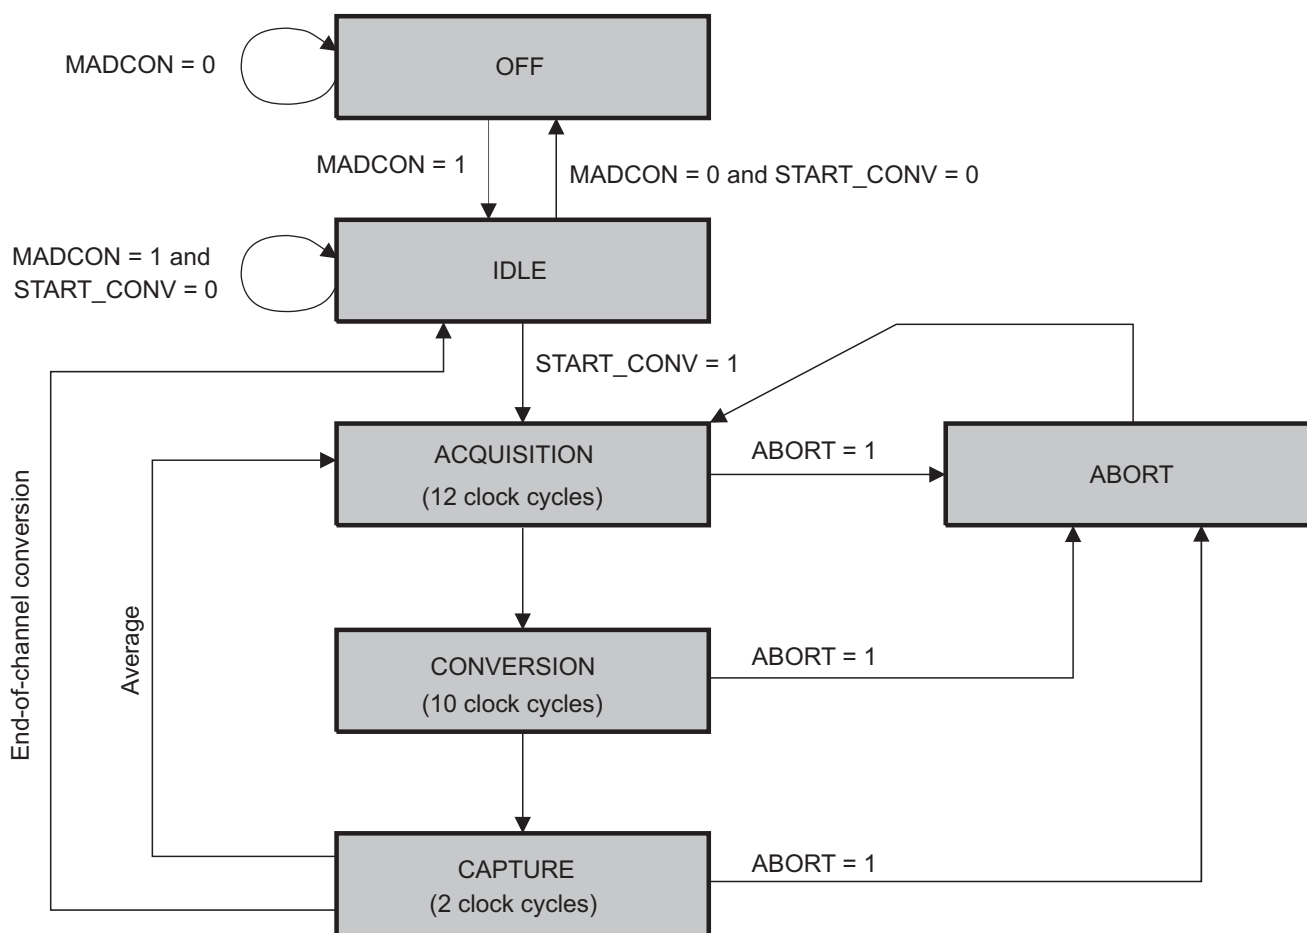 MADCON = 0
OFF
MADCON = 1
MADCON = 0 and START_CONV = 0
MADCON = 1 and
START_CONV = 0
IDLE
START_CONV = 1
ACQUISITION
(12 clock cycles)
ABORT = 1
ABORT
End-of-channel conversion
Average
CONVERSION
(10 clock cycles)
ABORT = 1
CAPTURE
(2 clock cycles)
ABORT = 1